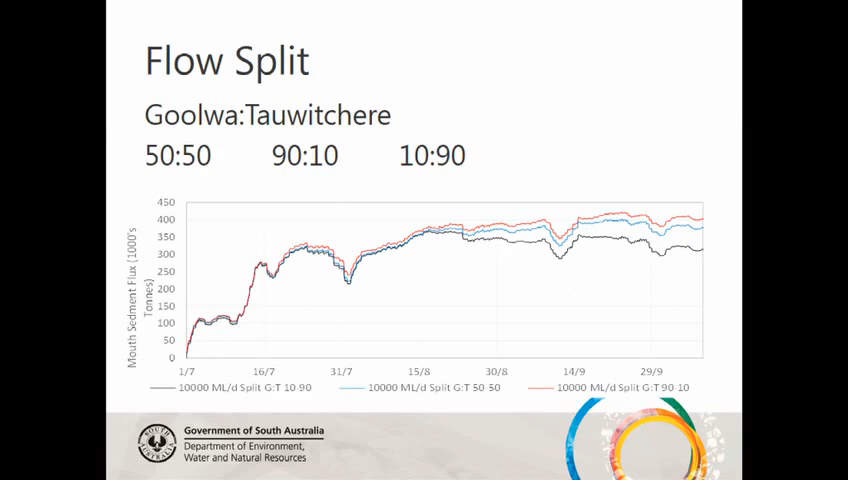 Flow Split
Goolwa:Tauwitchere
50:50 90:10 10:90
Mouth Sedment Flux (1000's
Tonnes)
450
400
350
300
250
200
150
100
50
0
1/7 16/7 31/7 15/8 30/8 14/9 29/9
10000 ML/d Split G:T 10-90 10000 ML/d Split G:T 50-50 10000 ML/d Split G:T 90-10
SOUTH AUSTRALIA
Government of South Australia
Department of Environment,
Water and Natural Resources